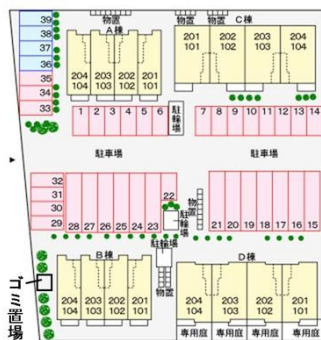 物置
物置
物置
A棟
C棟
39
38
37
36
35
34
33
204 203 202 201
104 103 102 101
201 202 203 204
101 102 103 104
1 2 3 4 5 6
駐輪場
7 8 9 10 11 12 13 14
駐車場
駐車場
32
31
30
29
28 27 26 25 24 23
22
物置
駐輪場
21 20 19 18 17 16 15
駐輪場
物置
B棟
D棟
ゴミ置場
204 203 202 201
104 103 102 101
204 203 202 201
104 103 102 101
専用庭 専用庭 専用庭 専用庭